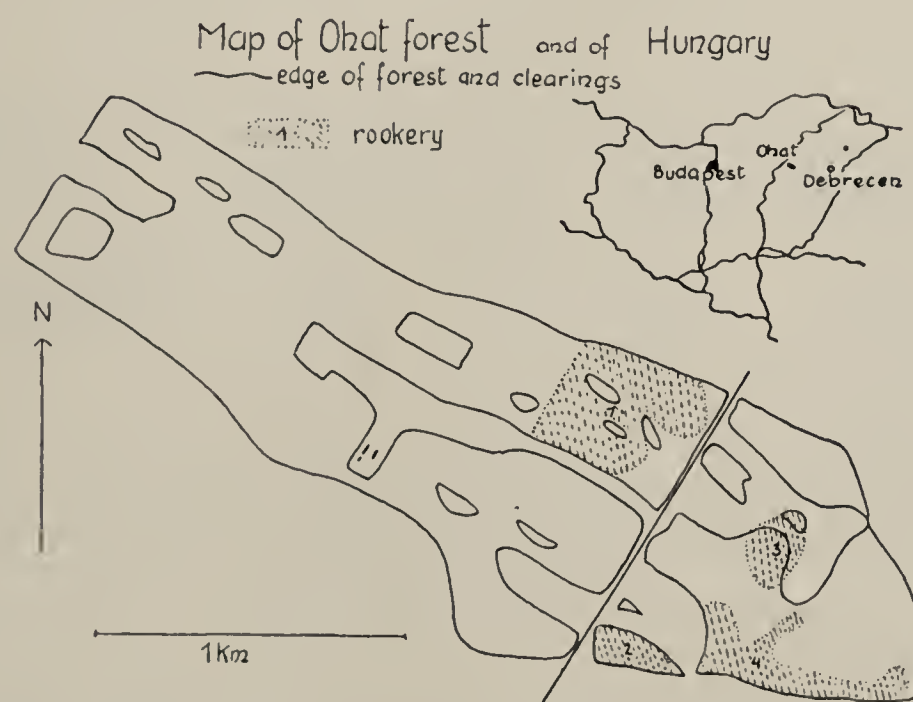 Map of Ohat forest and of Hungary
edge of forest and clearings
1 rookery
Budapest
Ohat
Debrecen
N
1
3
2
4
1Km